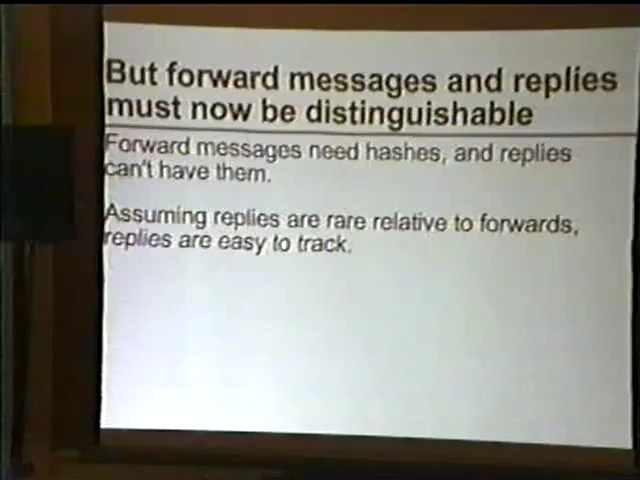 But forward messages and replies
must now be distinguishable
Forward messages need hashes, and replies
can't have them.
Assuming replies are rare relative to forwards,
replies are easy to track.